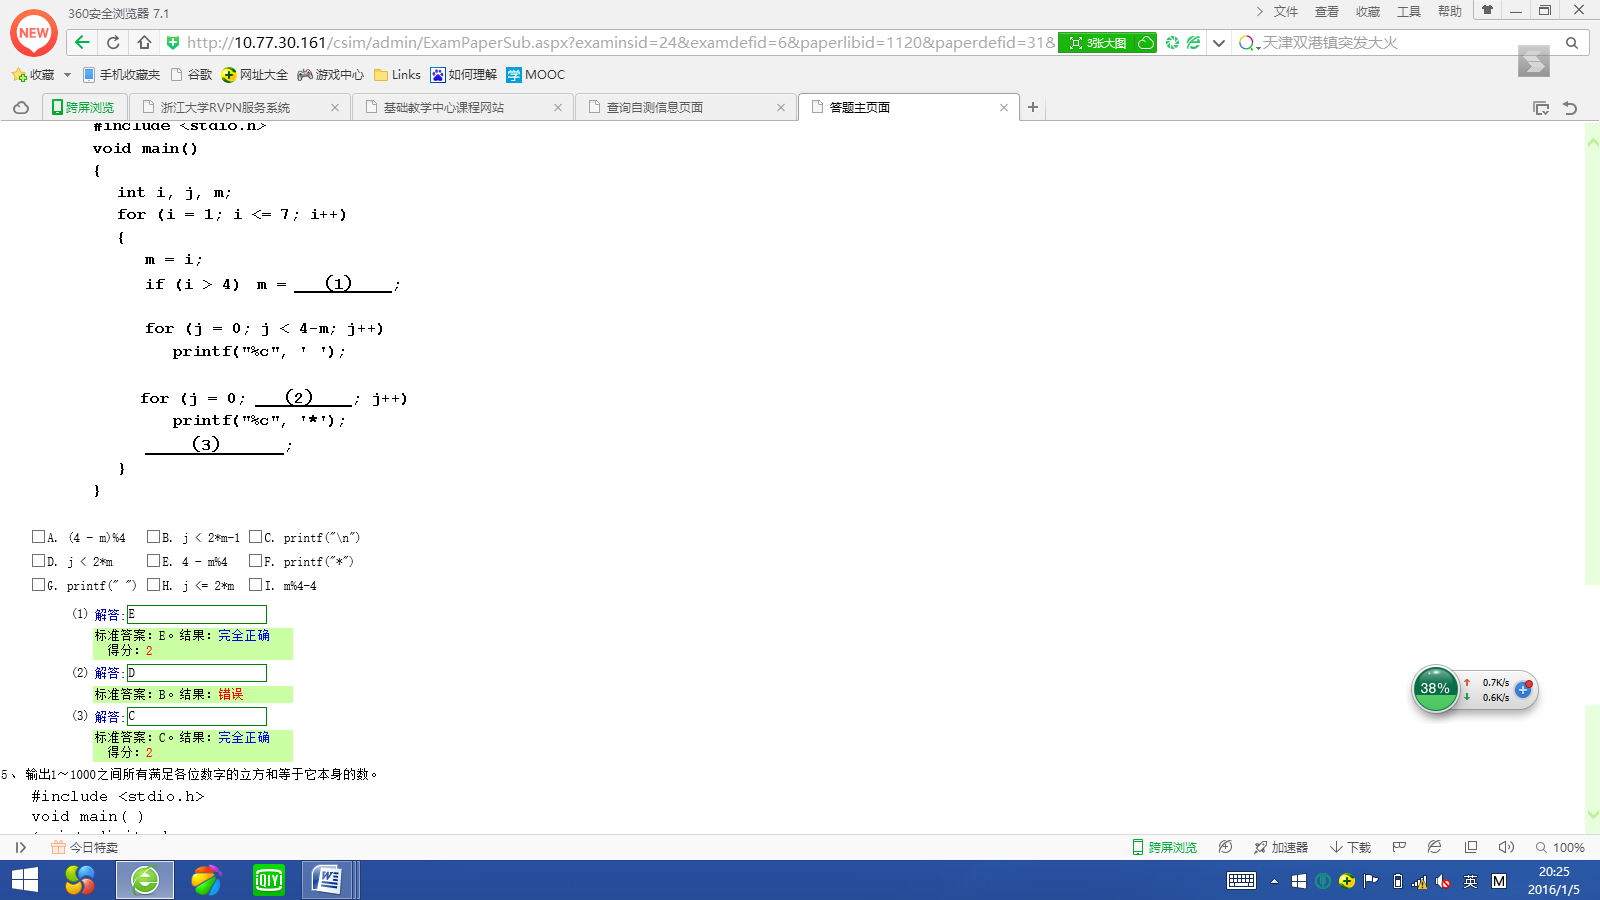 360安全浏览器 7.1
文件 查看 收藏 工具 帮助
NEW
http://10.77.30.161/csim/admin/ExamPaperSub.aspx?examinsid=24&examdefid=6&paperlibid=1120&paperdefid=31&
3张大图
天津双港镇突发大火
收藏 手机收藏夹 谷歌 网址大全 游戏中心 Links 如何理解 学 MOOC
跨屏浏览 浙江大学RVPN服务系统 基础教学中心课程网站 查询自测信息页面 答题主页面
#include <stdio.h>
void main()
{
int i, j, m;
for (i = 1; i <= 7; i++)
{
m = i;
if (i > 4) m = (1) ;
for (j = 0; j < 4-m; j++)
printf("%c", ' ');
for (j = 0; (2) ; j++)
printf("%c", '*');
(3) ;
}
}
A. (4 - m)%4 B. j < 2*m-1 C. printf("\n")
D. j < 2*m E. 4 - m%4 F. printf("*")
G. printf(" ") H. j <= 2*m I. m%4-4
(1) 解答:E
标准答案：E。结果：完全正确
得分：2
(2) 解答:D
标准答案：B。结果：错误
(3) 解答:C
标准答案：C。结果：完全正确
得分：2
5、输出1～1000之间所有满足各位数字的立方和等于它本身的数。
#include <stdio.h>
void main( )
38% 0.7K/s
0.6K/s
今日特卖 跨屏浏览 加速器 下载 100%
QIY 英 M 20:25
2016/1/5